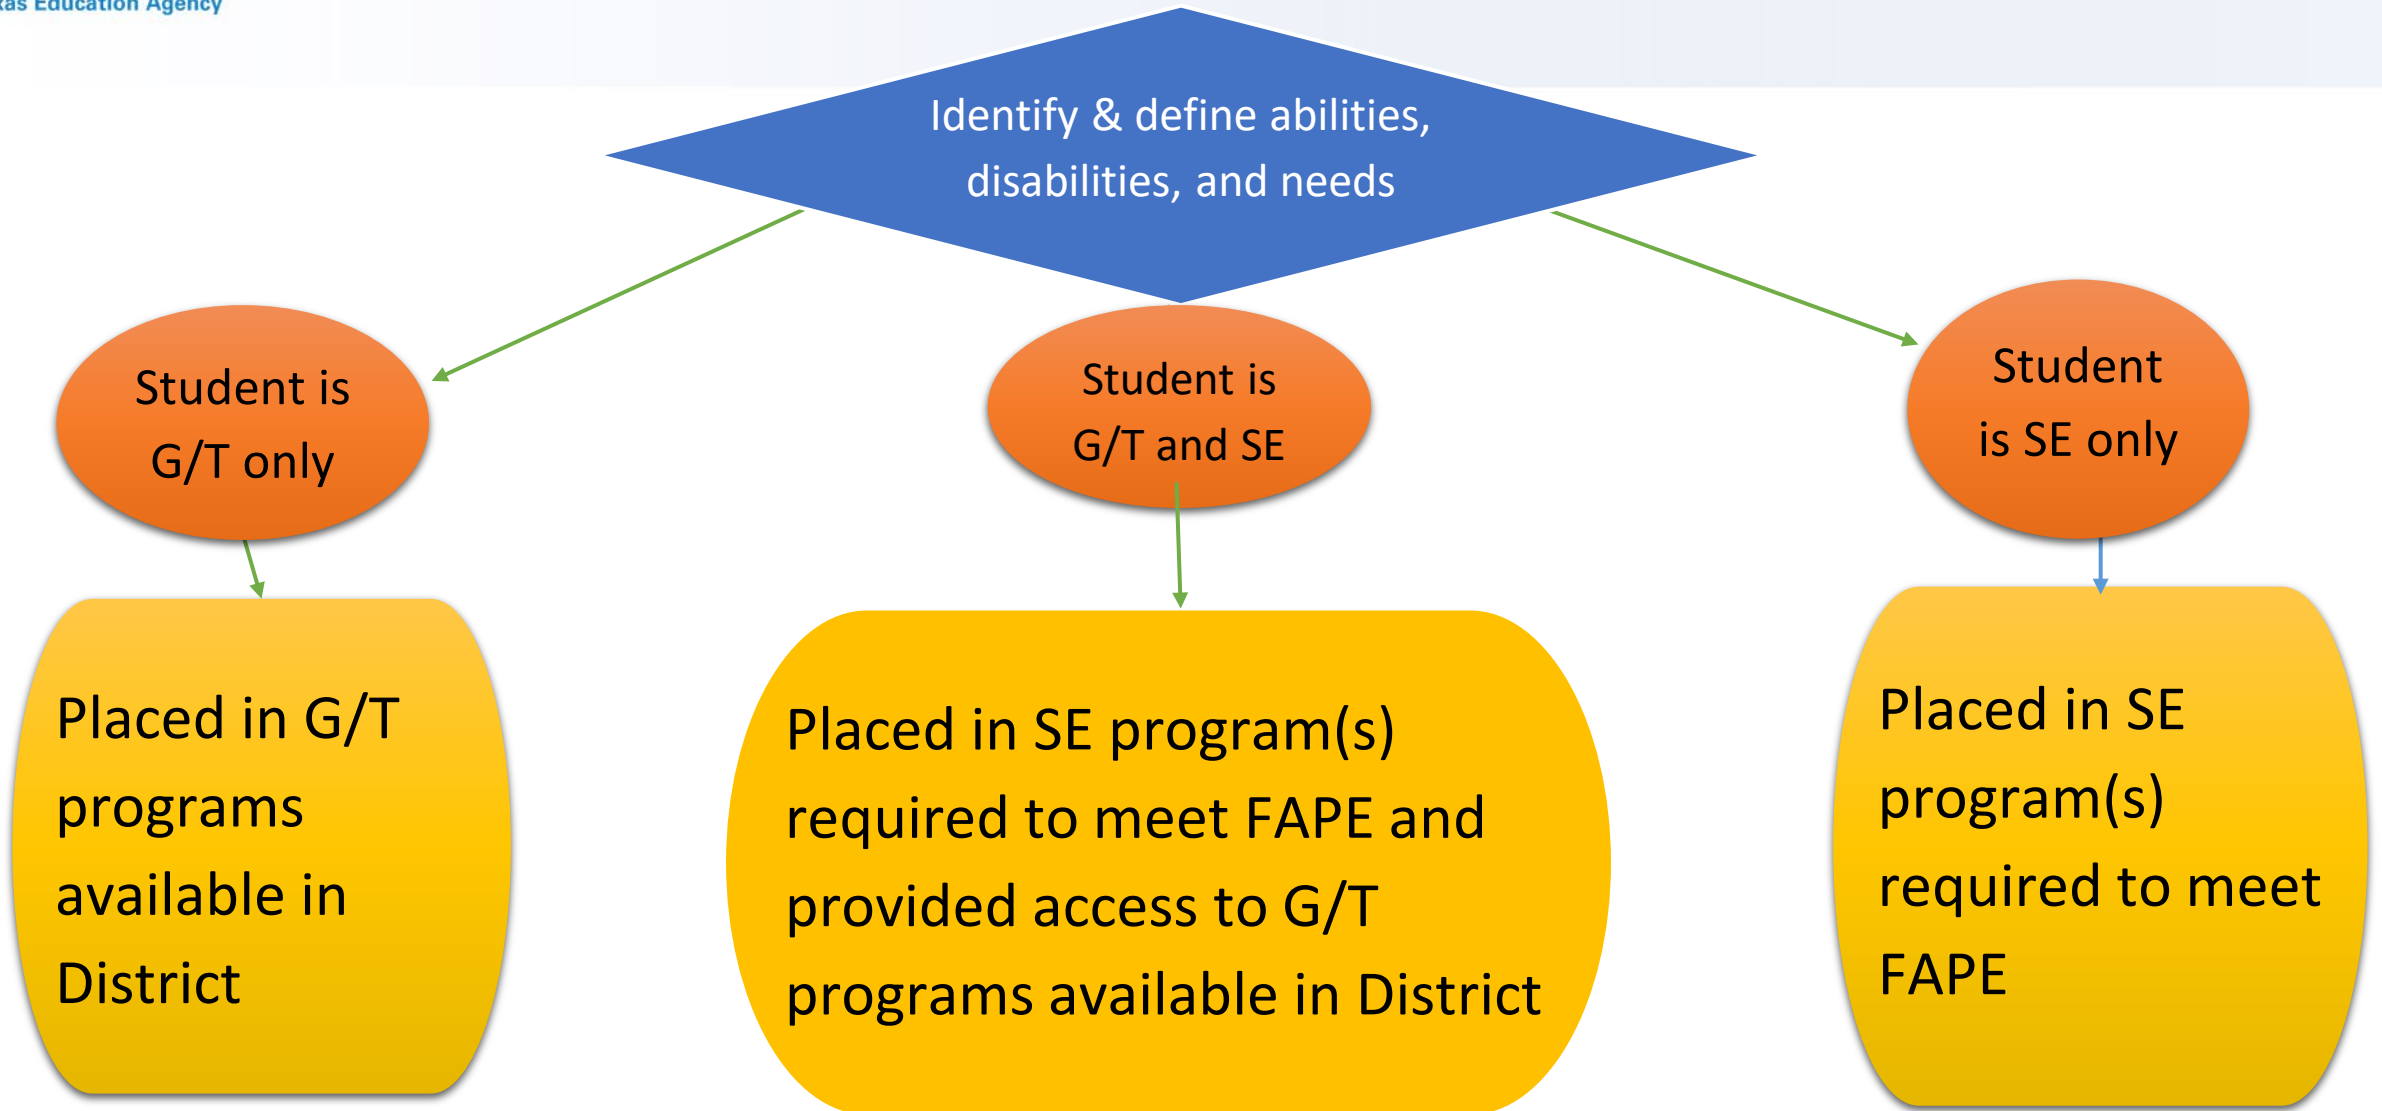 Education Agency
Identify & define abilities,
disabilities, and needs
Student is
G/T only
Student is
G/T and SE
Student
is SE only
Placed in G/T
programs
available in
District
Placed in SE program(s)
required to meet FAPE and
provided access to G/T
programs available in District
Placed in SE
program(s)
required to meet
FAPE